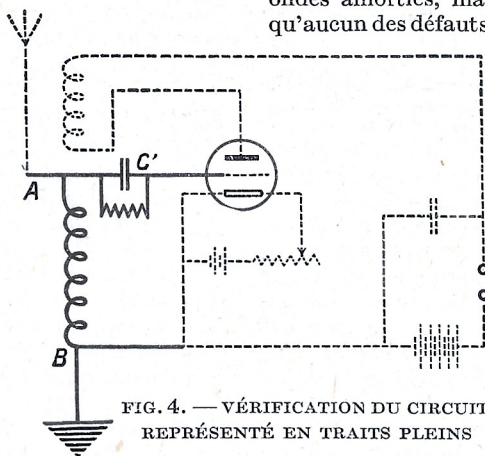 ondes amorties, ma
qu'aucun des défauts
C'
A
B
FIG. 4. — VÉRIFICATION DU CIRCUIT
REPRÉSENTÉ EN TRAITS PLEINS